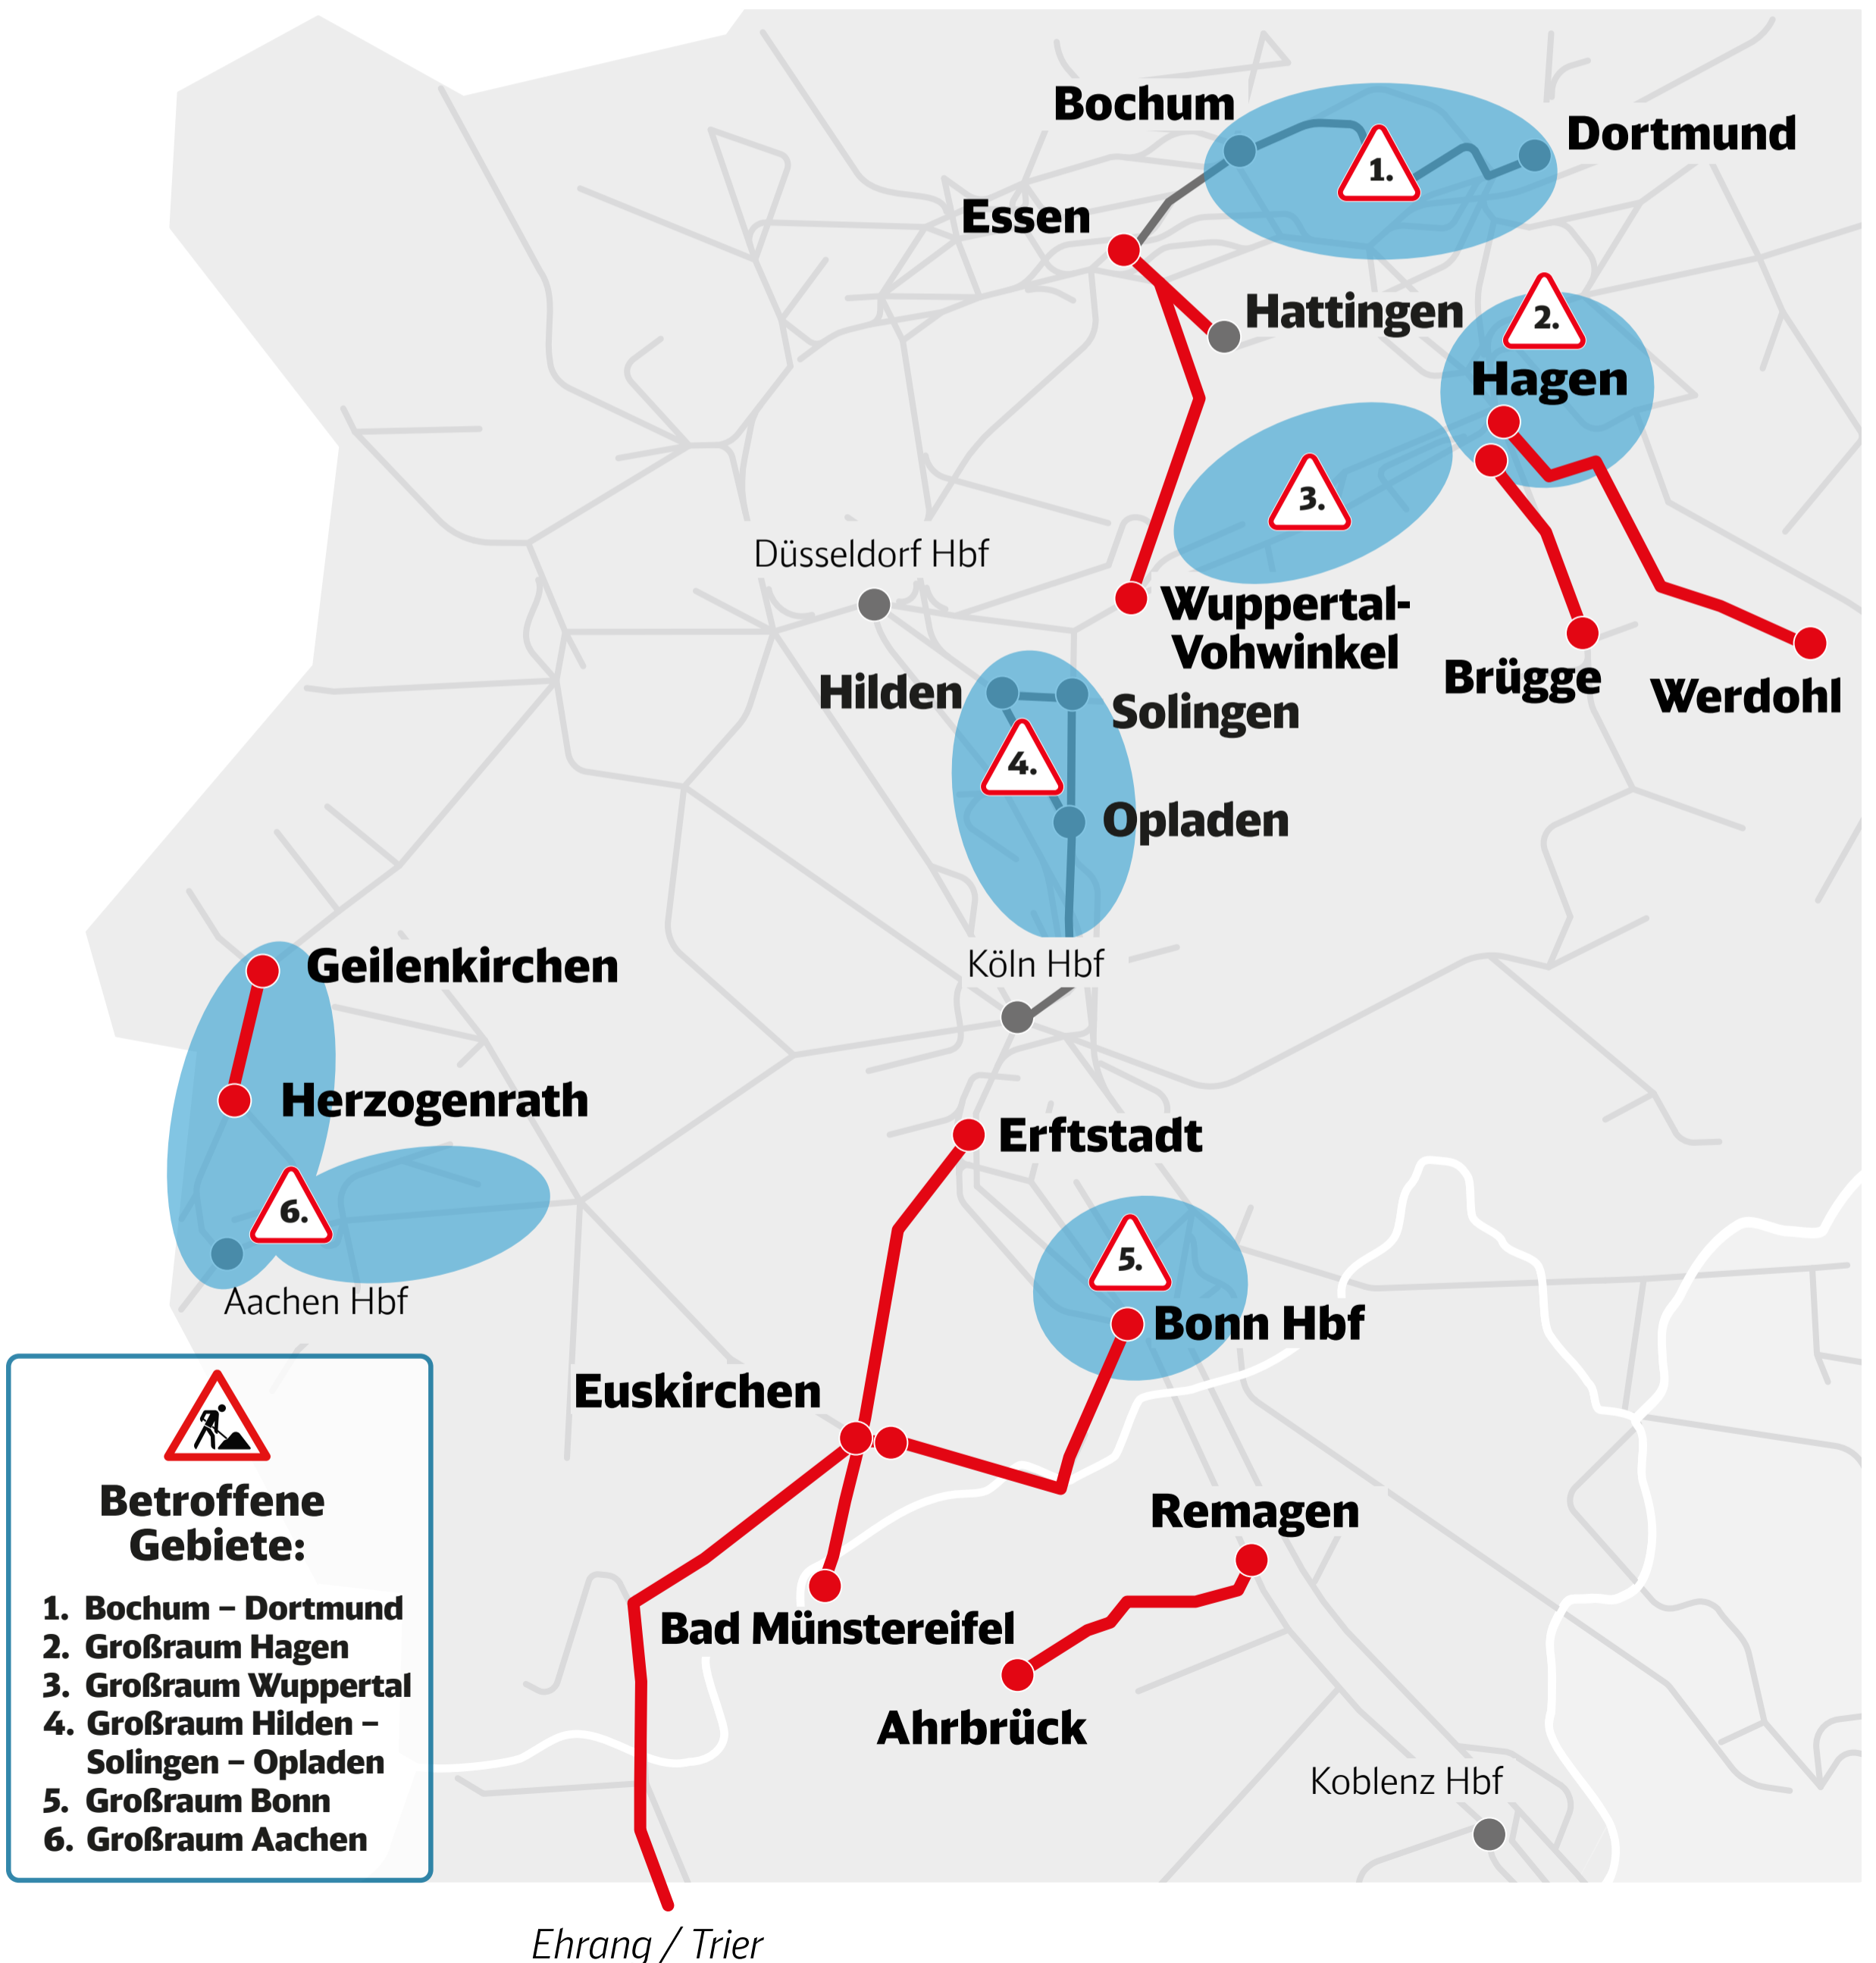 Bochum
Dortmund
1.
Essen
Hattingen
2.
Hagen
3.
Düsseldorf Hbf
Wuppertal-
Vohwinkel
Brügge
Werdohl
Hilden
Solingen
4.
Opladen
Köln Hbf
Geilenkirchen
Herzogenrath
Erftstadt
6.
5.
Aachen Hbf
Bonn Hbf
Euskirchen
Remagen
Bad Münstereifel
Ahrbrück
Koblenz Hbf
Betroffene
Gebiete:
1. Bochum – Dortmund
2. Großraum Hagen
3. Großraum Wuppertal
4. Großraum Hilden –
Solingen – Opladen
5. Großraum Bonn
6. Großraum Aachen
Ehrang / Trier